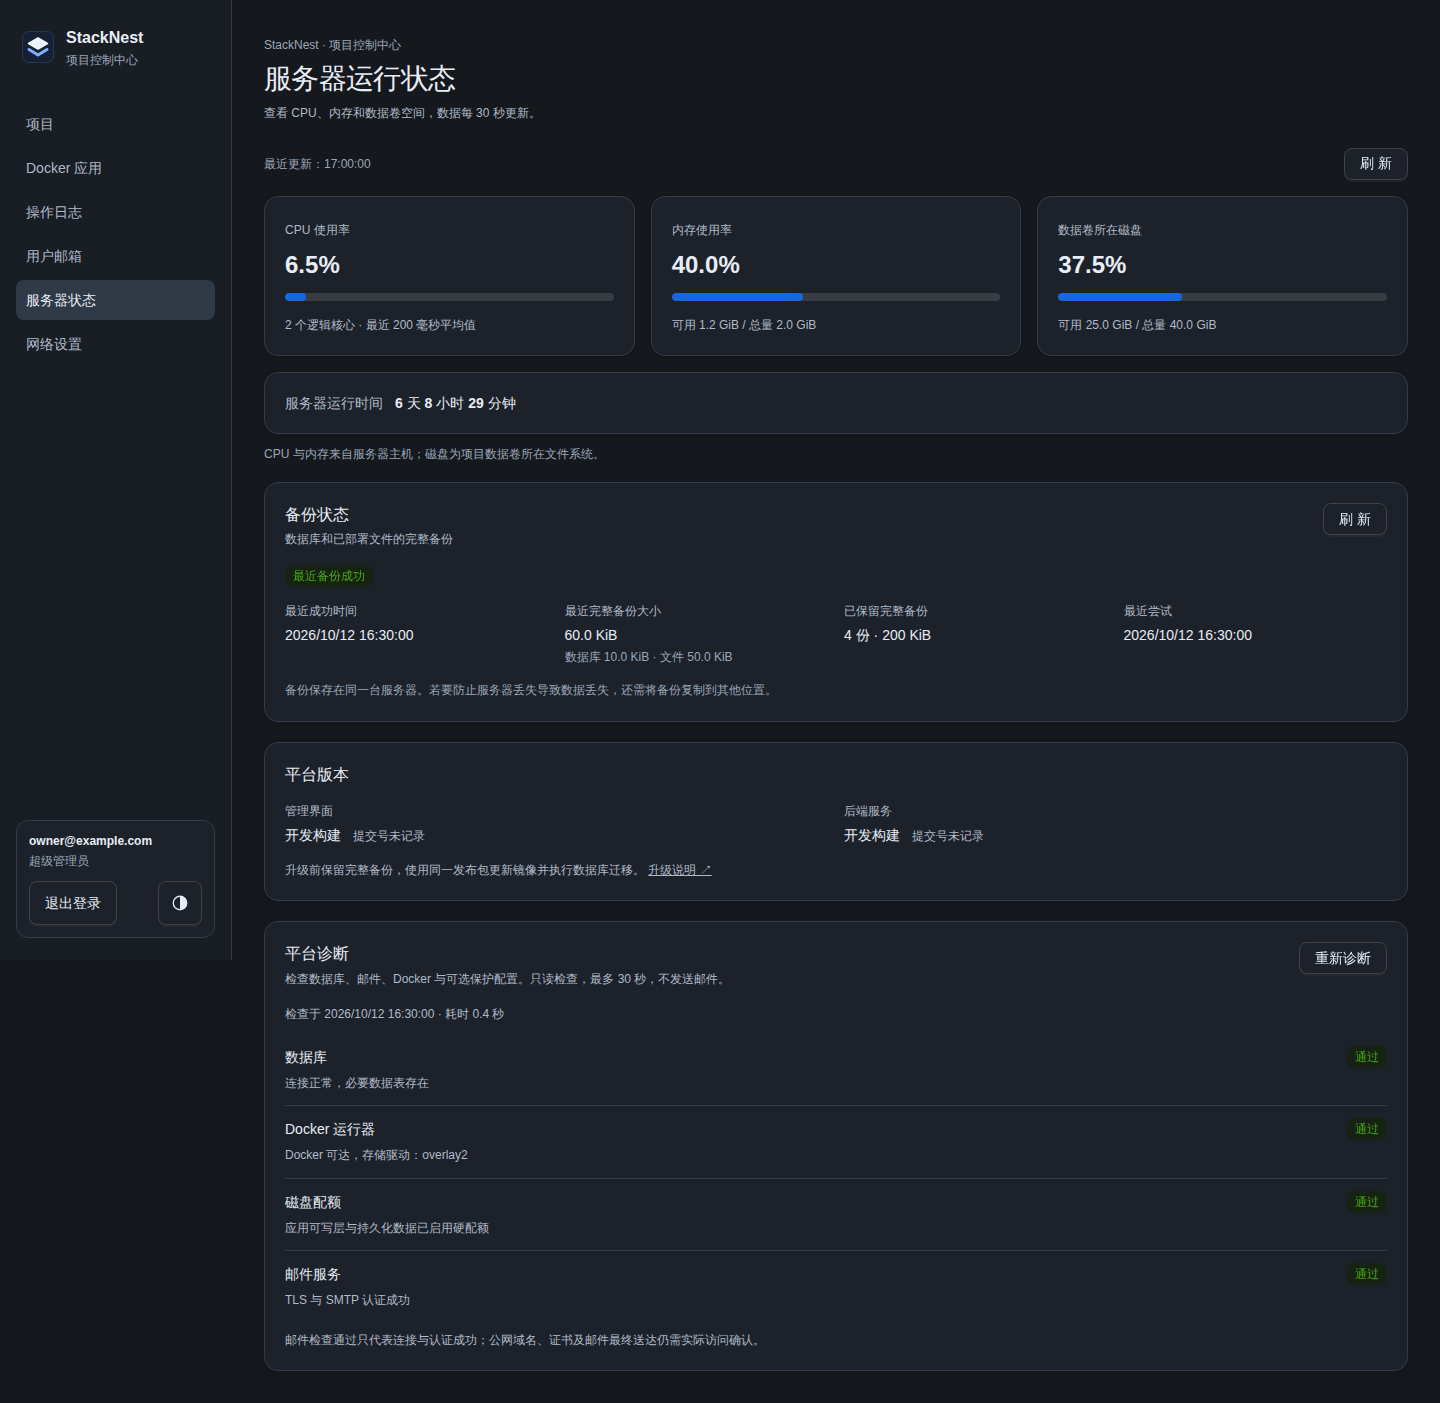 StackNest
项目控制中心
项目
Docker 应用
操作日志
用户邮箱
服务器状态
网络设置
owner@example.com
超级管理员
退出登录
StackNest · 项目控制中心
服务器运行状态
查看 CPU、内存和数据卷空间，数据每 30 秒更新。
最近更新：17:00:00
刷 新
CPU 使用率
6.5%
2 个逻辑核心 · 最近 200 毫秒平均值
内存使用率
40.0%
可用 1.2 GiB / 总量 2.0 GiB
数据卷所在磁盘
37.5%
可用 25.0 GiB / 总量 40.0 GiB
服务器运行时间 6 天 8 小时 29 分钟
CPU 与内存来自服务器主机；磁盘为项目数据卷所在文件系统。
备份状态
刷 新
数据库和已部署文件的完整备份
最近备份成功
最近成功时间
2026/10/12 16:30:00
最近完整备份大小
60.0 KiB
数据库 10.0 KiB · 文件 50.0 KiB
已保留完整备份
4 份 · 200 KiB
最近尝试
2026/10/12 16:30:00
备份保存在同一台服务器。若要防止服务器丢失导致数据丢失，还需将备份复制到其他位置。
平台版本
管理界面
开发构建 提交号未记录
后端服务
开发构建 提交号未记录
升级前保留完整备份，使用同一发布包更新镜像并执行数据库迁移。 升级说明 ↗
平台诊断
重新诊断
检查数据库、邮件、Docker 与可选保护配置。只读检查，最多 30 秒，不发送邮件。
检查于 2026/10/12 16:30:00 · 耗时 0.4 秒
数据库
通过
连接正常，必要数据表存在
Docker 运行器
通过
Docker 可达，存储驱动：overlay2
磁盘配额
通过
应用可写层与持久化数据已启用硬配额
邮件服务
通过
TLS 与 SMTP 认证成功
邮件检查通过只代表连接与认证成功；公网域名、证书及邮件最终送达仍需实际访问确认。